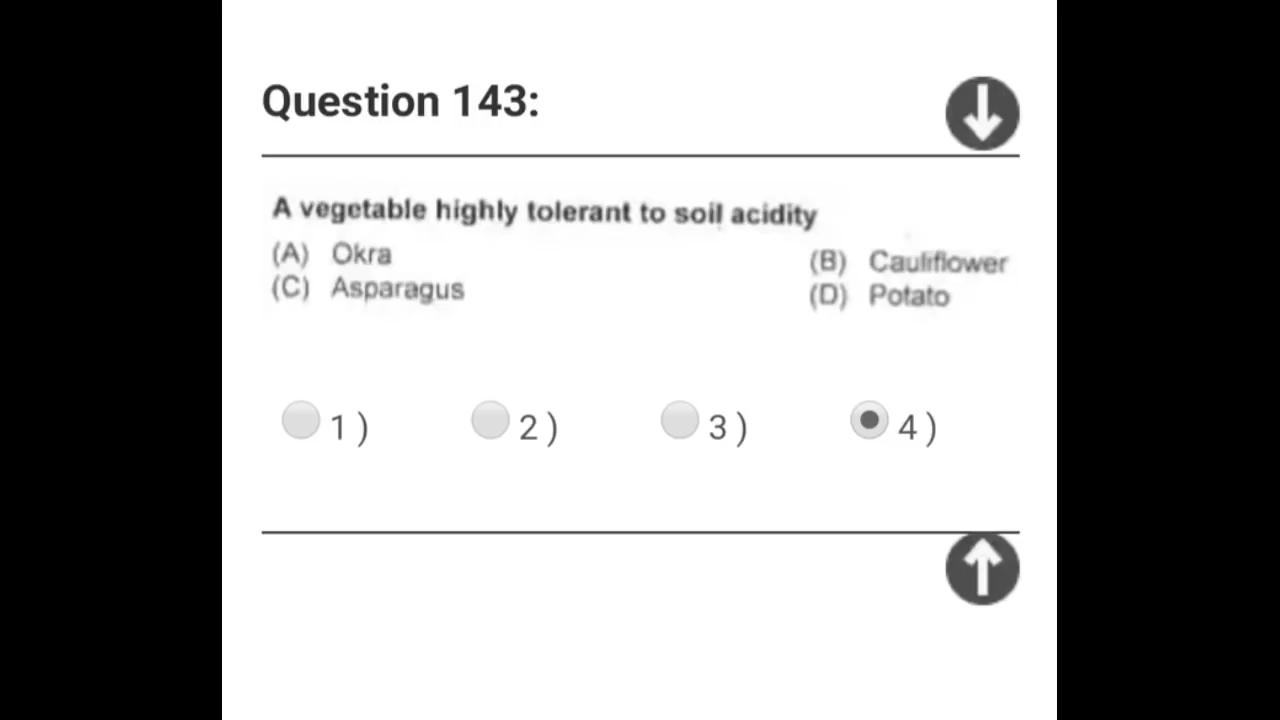 Question 143:
A vegetable highly tolerant to soil acidity
(A) Okra
(B) Cauliflower
(C) Asparagus
(D) Potato
1 ) 2 ) 3 ) 4 )